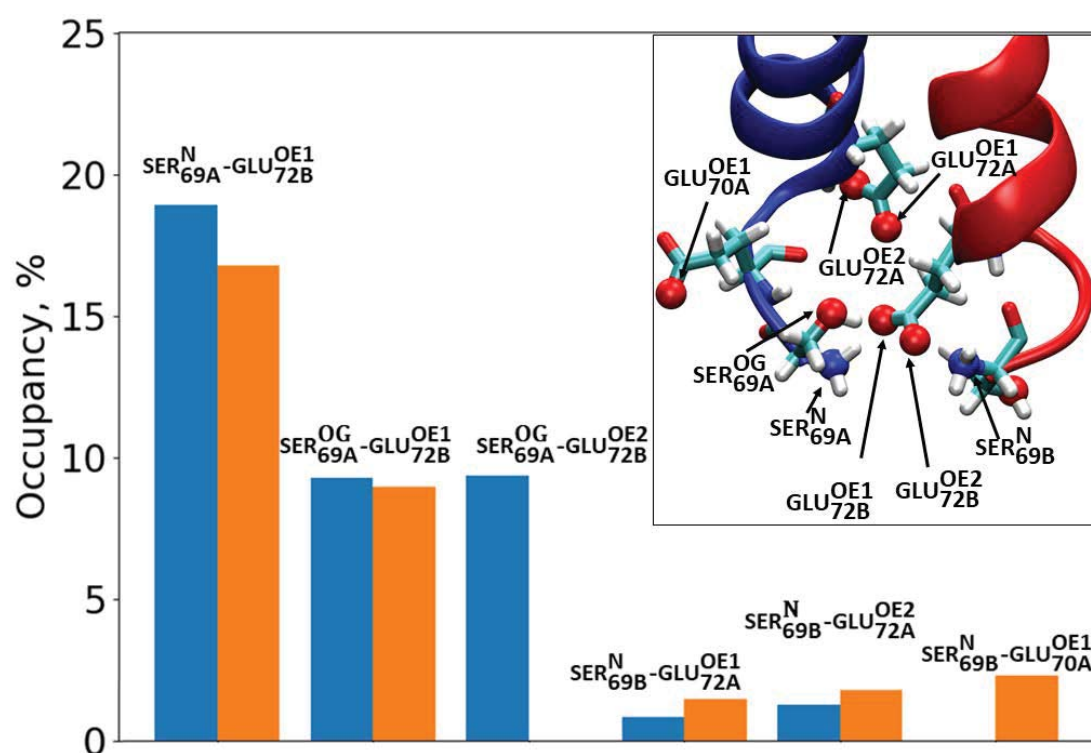 Occupancy, %
25
20
15
10
5
0
SER^N_69A-GLU^OE1_72B
SER^OG_69A-GLU^OE1_72B
SER^OG_69A-GLU^OE2_72B
SER^N_69B-GLU^OE1_72A
SER^N_69B-GLU^OE2_72A
SER^N_69B-GLU^OE1_70A
GLU^OE1_70A
GLU^OE1_72A
GLU^OE2_72A
SER^OG_69A
SER^N_69A
SER^N_69B
GLU^OE1_72B
GLU^OE2_72B